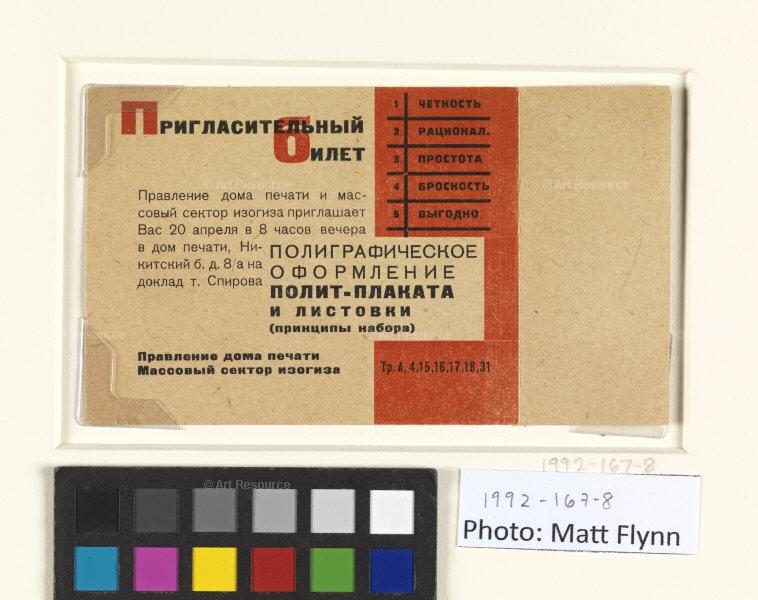 Пригласительный
билет
1 ЧЕТКОСТЬ
2 РАЦИОНАЛ.
3 ПРОСТОТА
4 БРОСКОСТЬ
5 ВЫГОДНО
Правление дома печати и мас-
совый сектор изогиза приглашает
Вас 20 апреля в 8 часов вечера
в дом печати, Ни-
китский б. д. 8/а на
доклад т. Спирова
ПОЛИГРАФИЧЕСКОЕ
ОФОРМЛЕНИЕ
ПОЛИТ-ПЛАКАТА
И ЛИСТОВКИ
(принципы набора)
Правление дома печати
Массовый сектор изогиза
Тр. А, 4,15,16,17,18,31
© Art Resource
© Art Resource
1992-167-8
1992-167-8
Photo: Matt Flynn